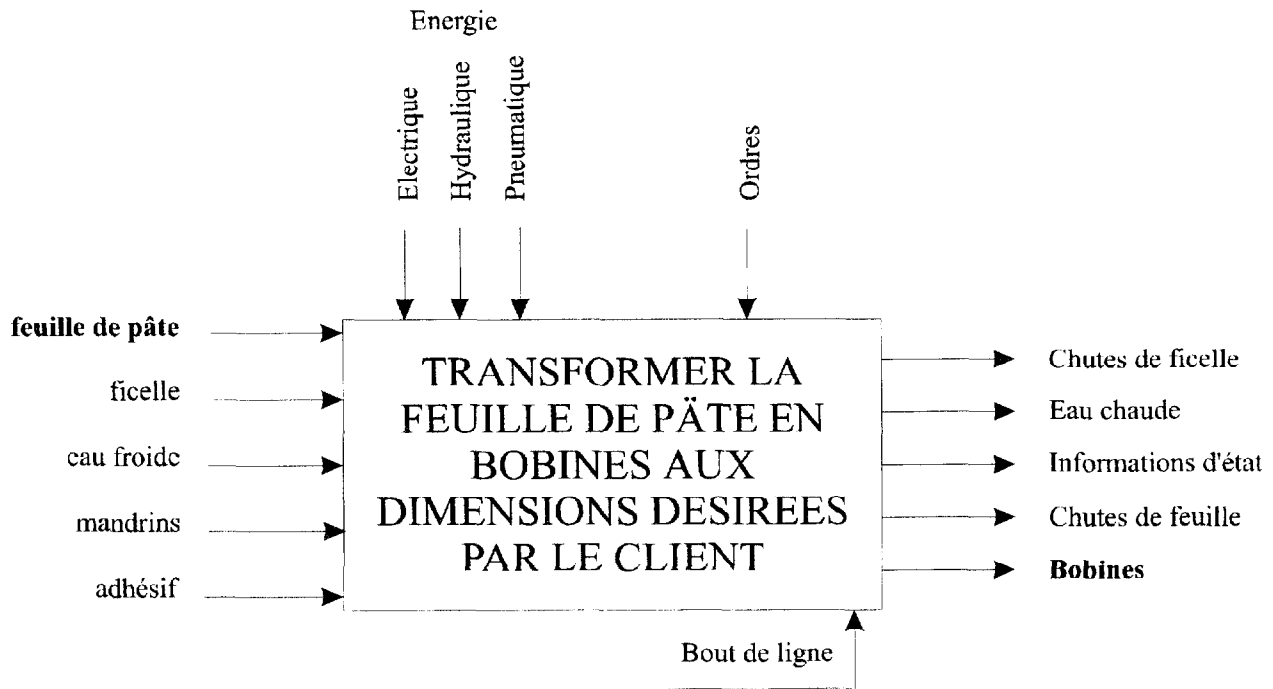 Energie
Electrique
Hydraulique
Pneumatique
Ordres
feuille de pâte
ficelle
eau froide
mandrins
adhésif
TRANSFORMER LA
FEUILLE DE PÄTE EN
BOBINES AUX
DIMENSIONS DESIREES
PAR LE CLIENT
Chutes de ficelle
Eau chaude
Informations d'état
Chutes de feuille
Bobines
Bout de ligne